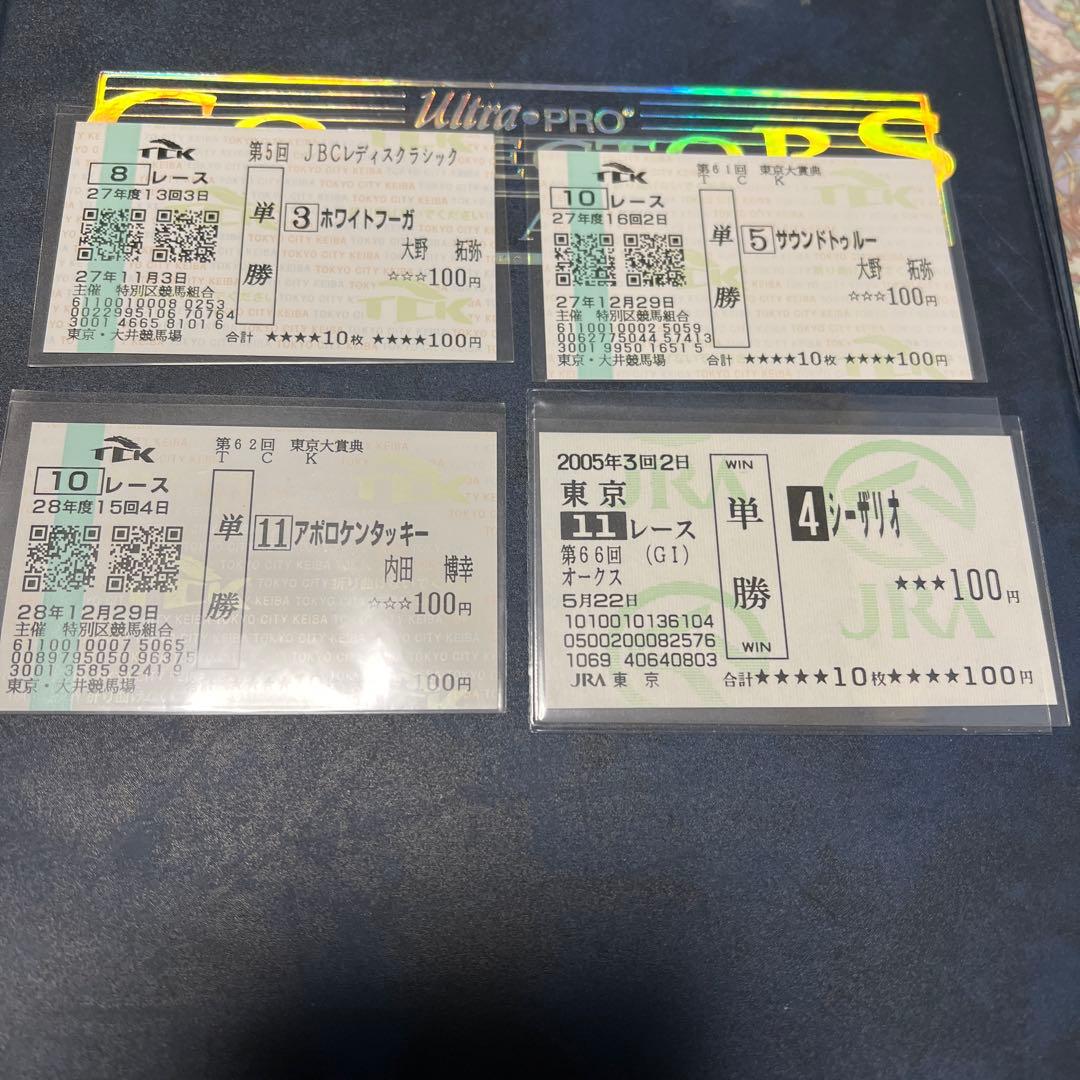 Ultra•PRO®
TCK
第5回 JBCレディスクラシック
8 レース
27年度13回3日
単勝
3 ホワイトフーガ
大野 拓弥
☆☆☆100円
27年11月3日
主催 特別区競馬組合
6110010008 0253
0022995106 70764
3001 4665 8101 6
東京・大井競馬場
合計 ★★★★10枚 ★★★★100円
TCK
第61回 東京大賞典
T C K
10 レース
27年度16回2日
単勝
5 サウンドトゥルー
大野 拓弥
☆☆☆100円
27年12月29日
主催 特別区競馬組合
6110010002 5059
0062775044 57413
3001 9950 1651 5
東京・大井競馬場
合計 ★★★★10枚 ★★★★100円
TCK
第62回 東京大賞典
T C K
10 レース
28年度15回4日
単勝
11 アポロケンタッキー
内田 博幸
☆☆☆100円
28年12月29日
主催 特別区競馬組合
6110010007 5065
0089795050 96375
3001 3585 9241 9
東京・大井競馬場
100円
2005年3回2日
東京
11 レース
第66回 (GI)
オークス
5月22日
1010010136104
0500200082576
1069 40640803
JRA 東京
WIN
単勝
WIN
4 シーザリオ
★★★100円
JRA
合計★★★★10枚★★★★100円